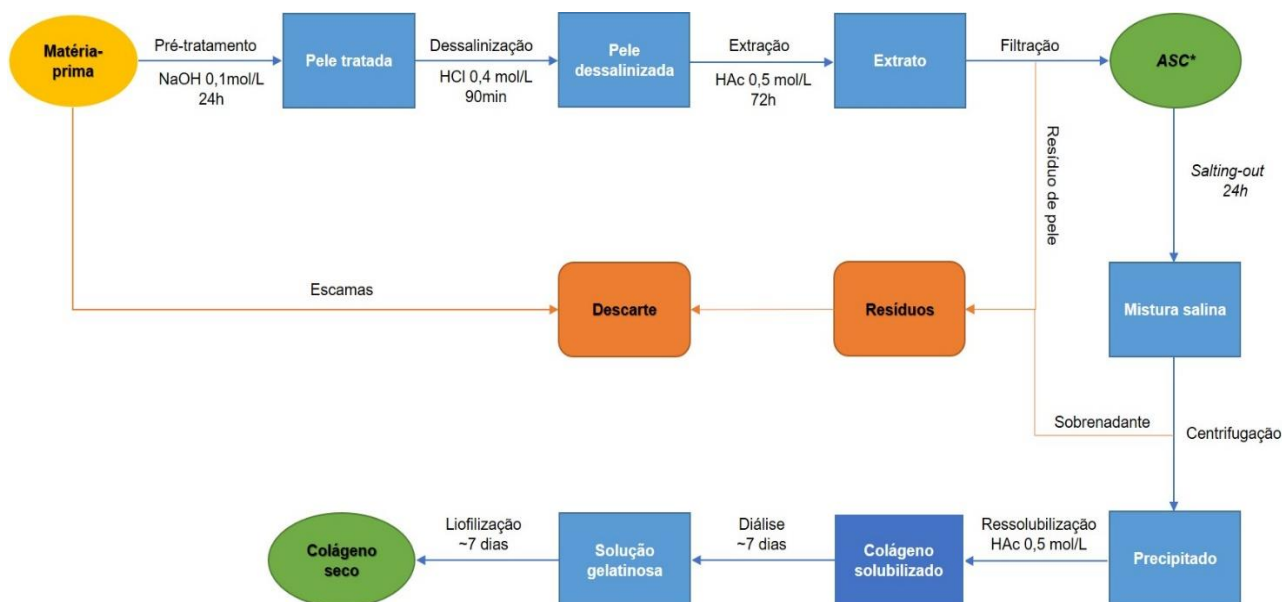 Matéria-
prima
Pré-tratamento
NaOH 0,1mol/L
24h
Pele tratada
Dessalinização
HCl 0,4 mol/L
90min
Pele
dessalinizada
Extração
HAc 0,5 mol/L
72h
Extrato
Filtração
ASC*
Resíduo de pele
Salting-out
24h
Escamas
Descarte
Resíduos
Mistura salina
Sobrenadante
Centrifugação
Colágeno
seco
Liofilização
~7 dias
Solução
gelatinosa
Diálise
~7 dias
Colágeno
solubilizado
Ressolubilização
HAc 0,5 mol/L
Precipitado